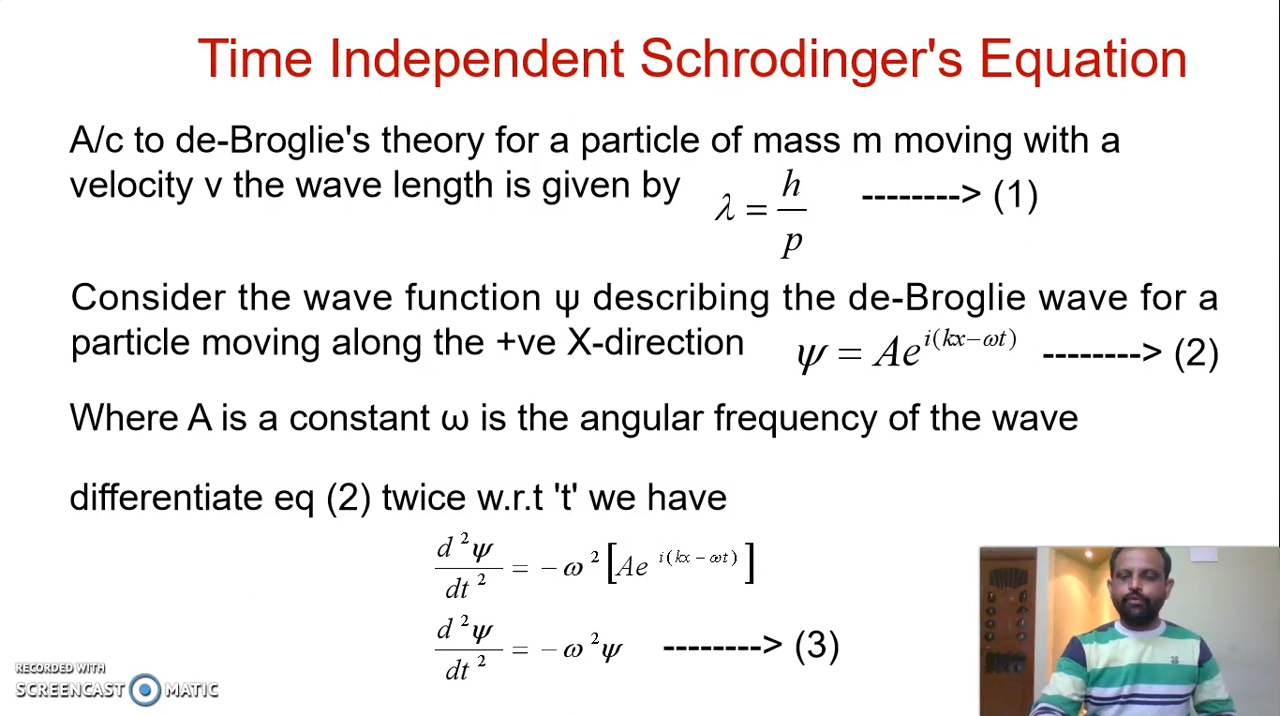 Time Independent Schrodinger's Equation
A/c to de-Broglie's theory for a particle of mass m moving with a
velocity v the wave length is given by λ = h/p --------> (1)
Consider the wave function ψ describing the de-Broglie wave for a
particle moving along the +ve X-direction ψ = Ae^{i(kx−ωt)} --------> (2)
Where A is a constant ω is the angular frequency of the wave
differentiate eq (2) twice w.r.t 't' we have
d²ψ/dt² = −ω²[Ae^{i(kx−ωt)}]
d²ψ/dt² = −ω²ψ --------> (3)
RECORDED WITH
SCREENCAST MATIC